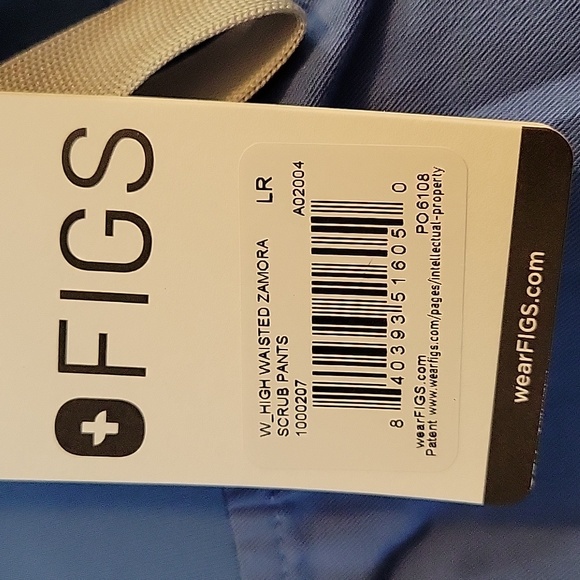 FIGS
W_HIGH WAISTED ZAMORA
SCRUB PANTS
1000207
LR
A02004
8 40393 51605 0
wearFIGS.com
PO6108
Patent www.wearfigs.com/pages/intellectual-property
wearFIGS.com